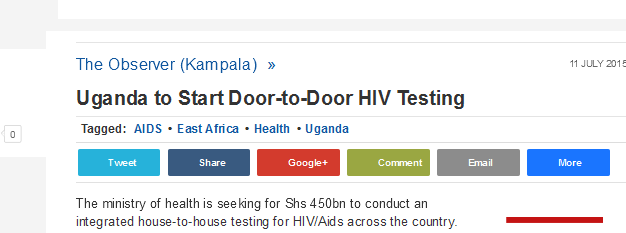 The Observer (Kampala) »
11 JULY 2015
Uganda to Start Door-to-Door HIV Testing
Tagged: AIDS • East Africa • Health • Uganda
Tweet Share Google+ Comment Email More
0
The ministry of health is seeking for Shs 450bn to conduct an
integrated house-to-house testing for HIV/Aids across the country.